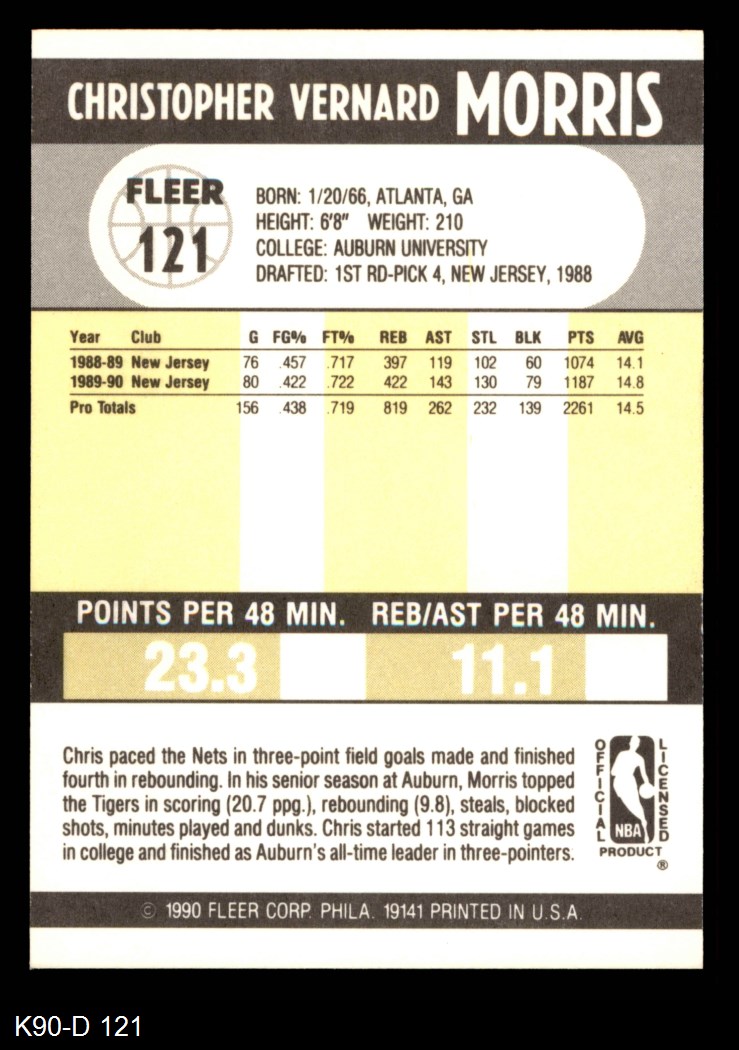 CHRISTOPHER VERNARD MORRIS
FLEER
121
BORN: 1/20/66, ATLANTA, GA
HEIGHT: 6'8" WEIGHT: 210
COLLEGE: AUBURN UNIVERSITY
DRAFTED: 1ST RD-PICK 4, NEW JERSEY, 1988
Year Club G FG% FT% REB AST STL BLK PTS AVG
1988-89 New Jersey 76 .457 .717 397 119 102 60 1074 14.1
1989-90 New Jersey 80 .422 .722 422 143 130 79 1187 14.8
Pro Totals 156 .438 .719 819 262 232 139 2261 14.5
POINTS PER 48 MIN. REB/AST PER 48 MIN.
23.3 11.1
Chris paced the Nets in three-point field goals made and finished
fourth in rebounding. In his senior season at Auburn, Morris topped
the Tigers in scoring (20.7 ppg.), rebounding (9.8), steals, blocked
shots, minutes played and dunks. Chris started 113 straight games
in college and finished as Auburn's all-time leader in three-pointers.
OFFICIAL LICENSED
NBA
PRODUCT
®
© 1990 FLEER CORP. PHILA. 19141 PRINTED IN U.S.A.
K90-D 121